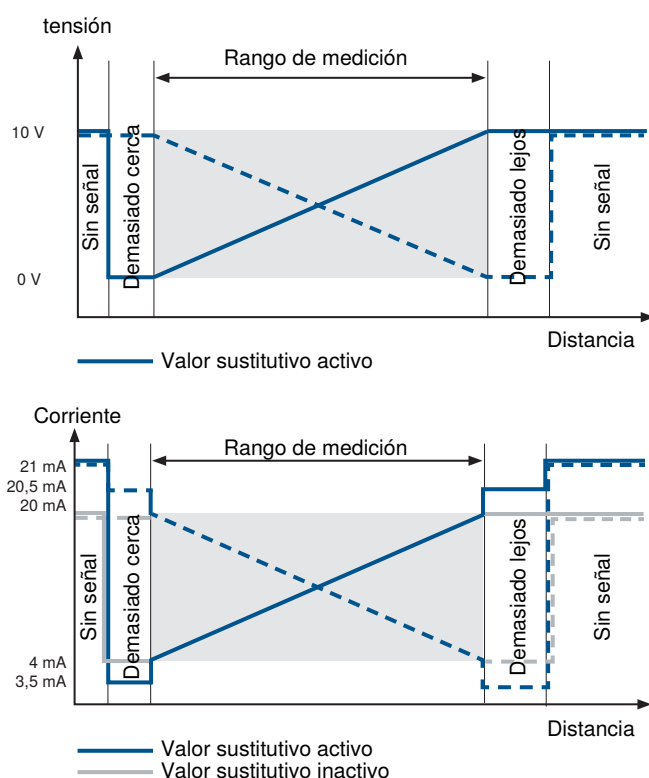 tensión
Rango de medición
10 V
Sin señal
Demasiado cerca
Demasiado lejos
Sin señal
0 V
Distancia
Valor sustitutivo activo
Corriente
Rango de medición
21 mA
20,5 mA
20 mA
Sin señal
Demasiado cerca
Demasiado lejos
Sin señal
4 mA
3,5 mA
Distancia
Valor sustitutivo activo
Valor sustitutivo inactivo